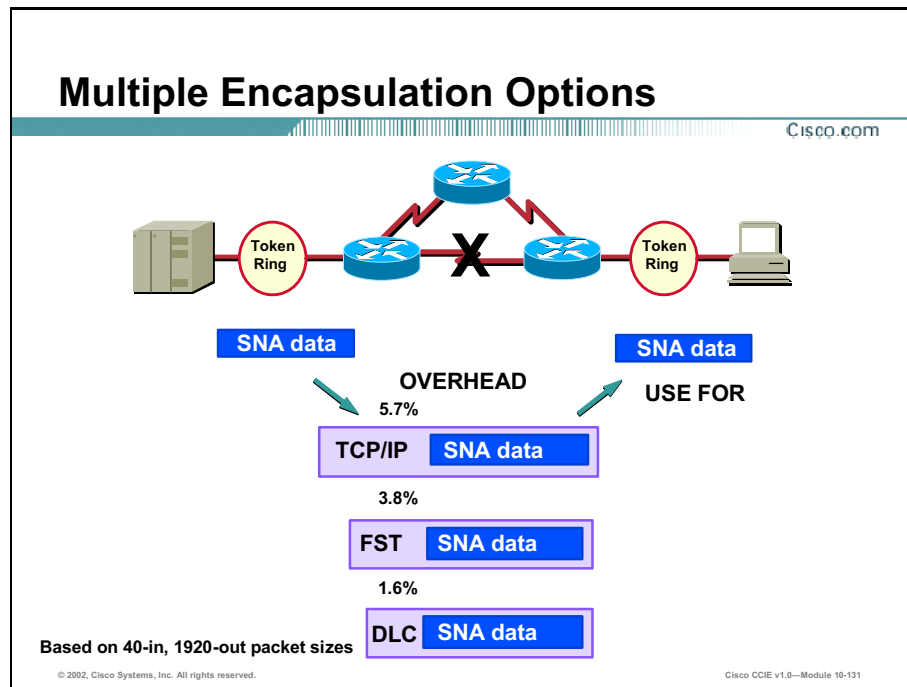 Multiple Encapsulation Options
Cisco.com
Token
Ring
Token
Ring
SNA data
SNA data
OVERHEAD
USE FOR
5.7%
TCP/IP
SNA data
3.8%
FST
SNA data
1.6%
DLC
SNA data
Based on 40-in, 1920-out packet sizes
© 2002, Cisco Systems, Inc. All rights reserved.
Cisco CCIE v1.0—Module 10-131